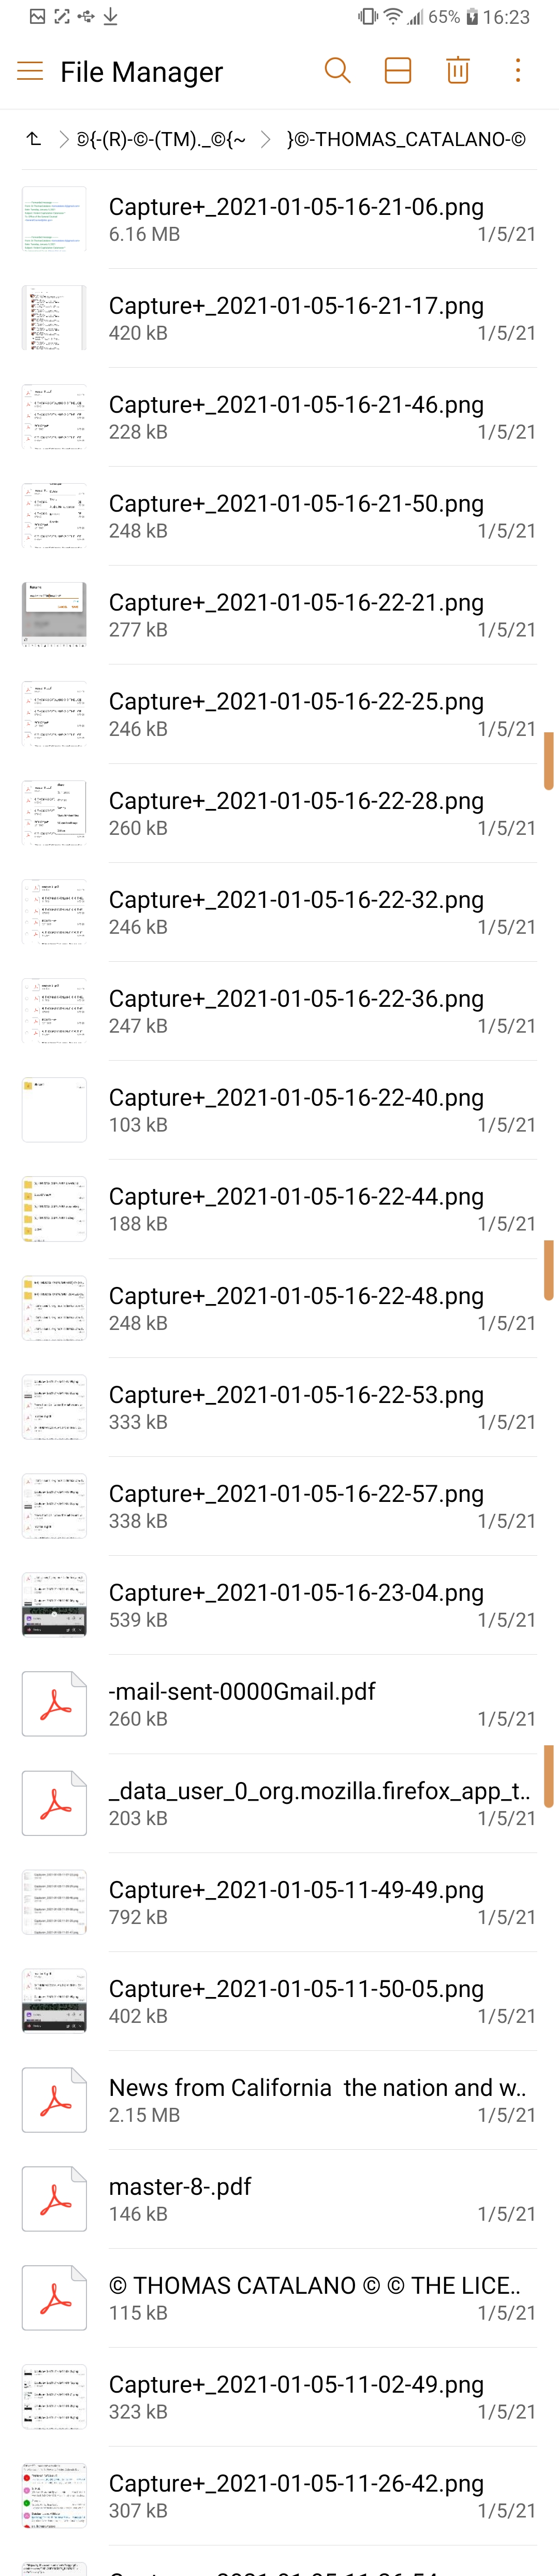 65% 16:23
File Manager
©{-(R)-©-(TM)._©{~ }©-THOMAS_CATALANO-©
Capture+_2021-01-05-16-21-06.png
6.16 MB 1/5/21
Capture+_2021-01-05-16-21-17.png
420 kB 1/5/21
Capture+_2021-01-05-16-21-46.png
228 kB 1/5/21
Capture+_2021-01-05-16-21-50.png
248 kB 1/5/21
Capture+_2021-01-05-16-22-21.png
277 kB 1/5/21
Capture+_2021-01-05-16-22-25.png
246 kB 1/5/21
Capture+_2021-01-05-16-22-28.png
260 kB 1/5/21
Capture+_2021-01-05-16-22-32.png
246 kB 1/5/21
Capture+_2021-01-05-16-22-36.png
247 kB 1/5/21
Capture+_2021-01-05-16-22-40.png
103 kB 1/5/21
Capture+_2021-01-05-16-22-44.png
188 kB 1/5/21
Capture+_2021-01-05-16-22-48.png
248 kB 1/5/21
Capture+_2021-01-05-16-22-53.png
333 kB 1/5/21
Capture+_2021-01-05-16-22-57.png
338 kB 1/5/21
Capture+_2021-01-05-16-23-04.png
539 kB 1/5/21
-mail-sent-0000Gmail.pdf
260 kB 1/5/21
_data_user_0_org.mozilla.firefox_app_t..
203 kB 1/5/21
Capture+_2021-01-05-11-49-49.png
792 kB 1/5/21
Capture+_2021-01-05-11-50-05.png
402 kB 1/5/21
News from California  the nation and w..
2.15 MB 1/5/21
master-8-.pdf
146 kB 1/5/21
© THOMAS CATALANO © © THE LICE..
115 kB 1/5/21
Capture+_2021-01-05-11-02-49.png
323 kB 1/5/21
Capture+_2021-01-05-11-26-42.png
307 kB 1/5/21